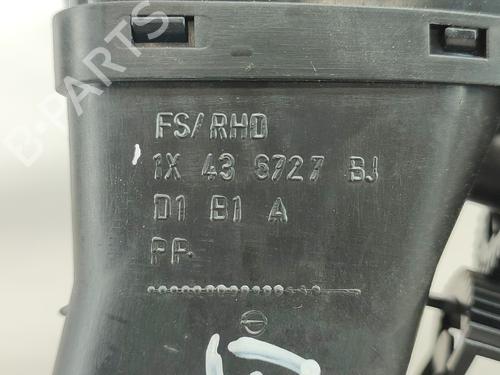 B-PARTS
FS/RHD
1X 43 6727 BJ
D1 B1 A
PP